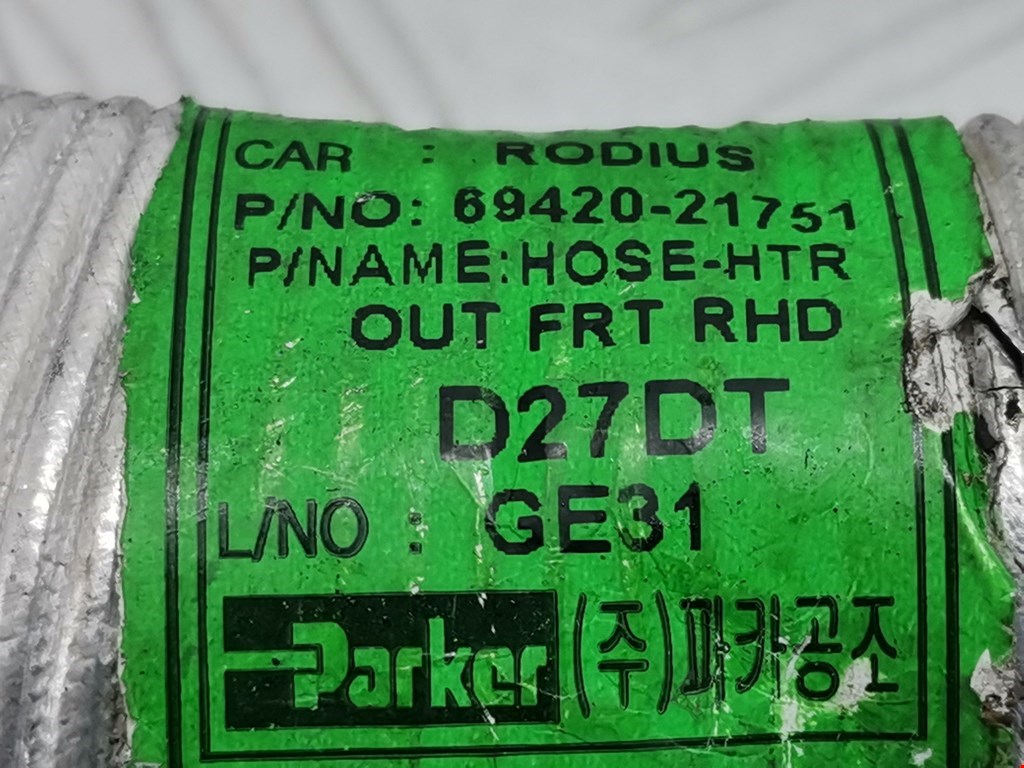 CAR : RODIUS
P/NO: 69420-21751
P/NAME:HOSE-HTR
OUT FRT RHD
D27DT
L/NO : GE31
Parker (주)파카공조